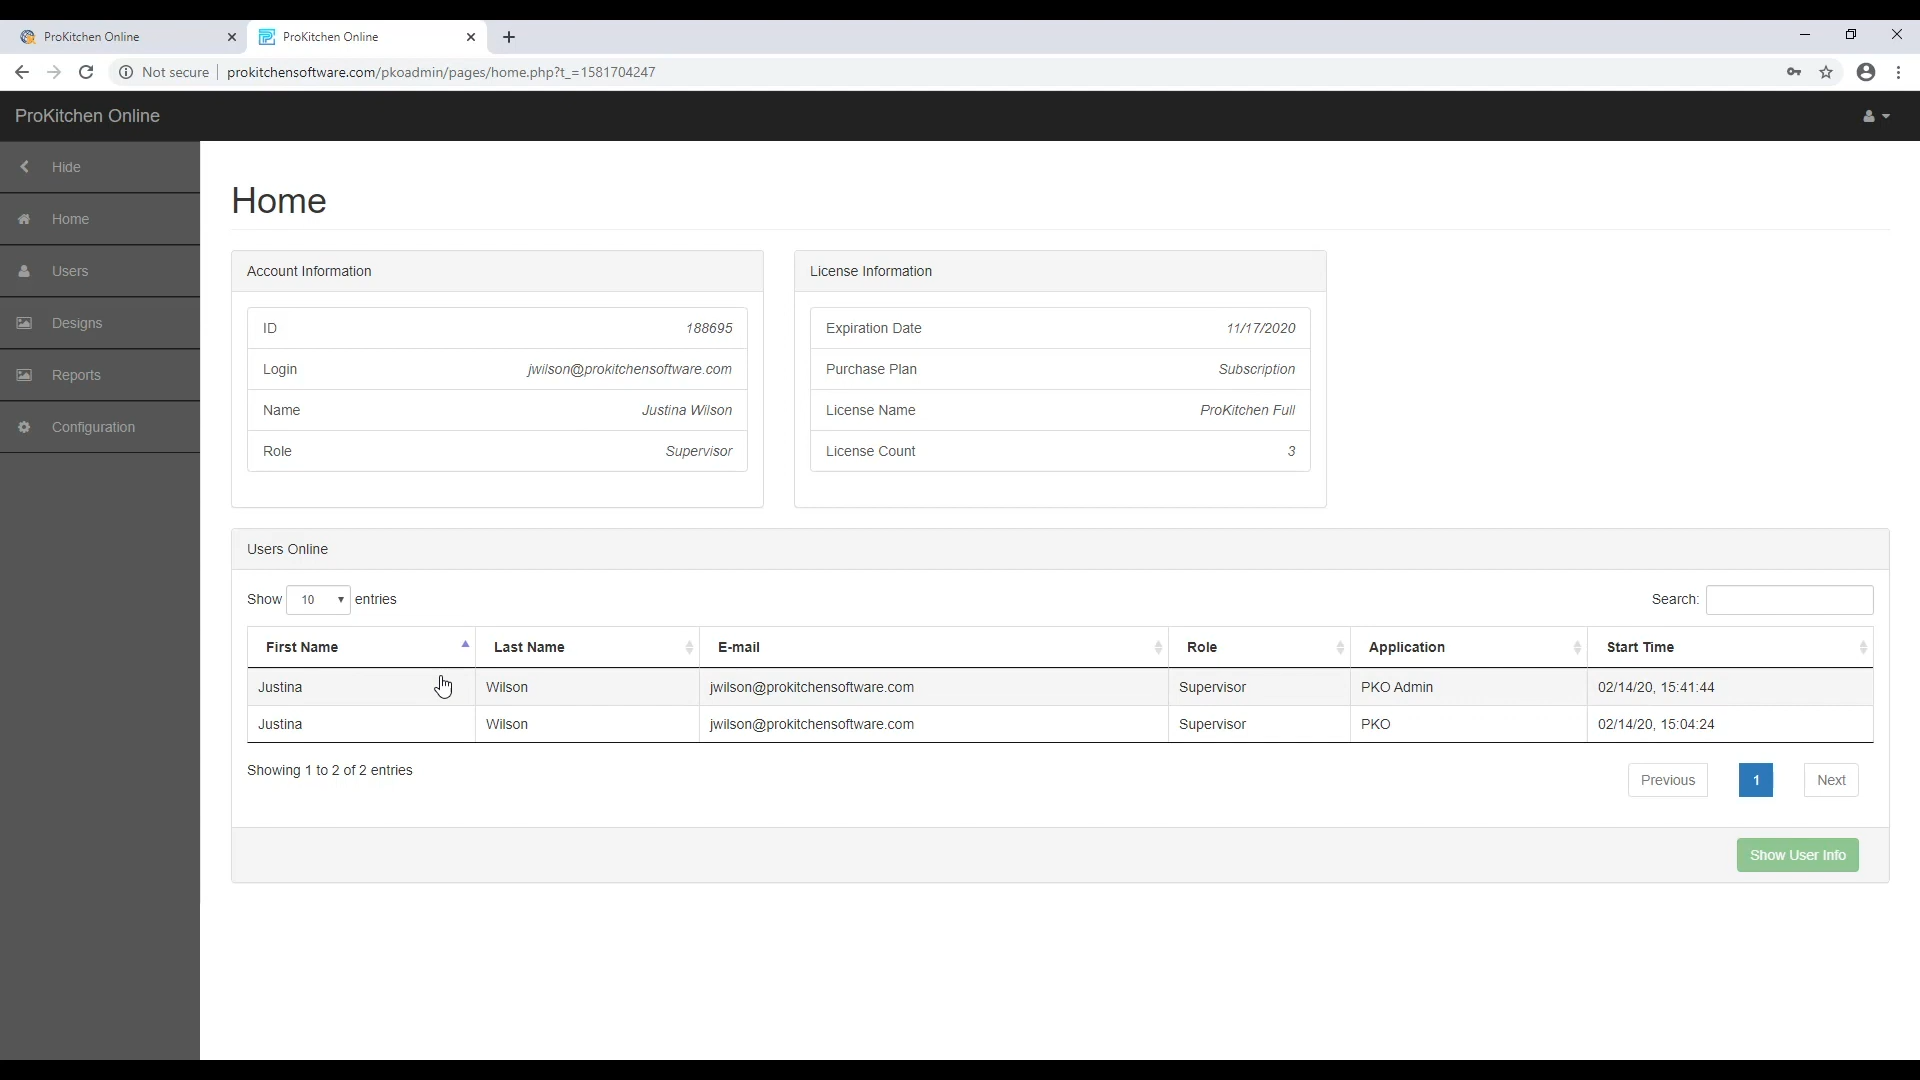 ProKitchen Online
ProKitchen Online
Not secure
prokitchensoftware.com/pkoadmin/pages/home.php?t_=1581704247
ProKitchen Online
Hide
Home
Users
Designs
Reports
Configuration
Home
Account Information
ID 188695
Login jwilson@prokitchensoftware.com
Name Justina Wilson
Role Supervisor
License Information
Expiration Date 11/17/2020
Purchase Plan Subscription
License Name ProKitchen Full
License Count 3
Users Online
Show 10 entries
Search:
First Name Last Name E-mail Role Application Start Time
Justina Wilson jwilson@prokitchensoftware.com Supervisor PKO Admin 02/14/20, 15:41:44
Justina Wilson jwilson@prokitchensoftware.com Supervisor PKO 02/14/20, 15:04:24
Showing 1 to 2 of 2 entries
Previous 1 Next
Show User Info